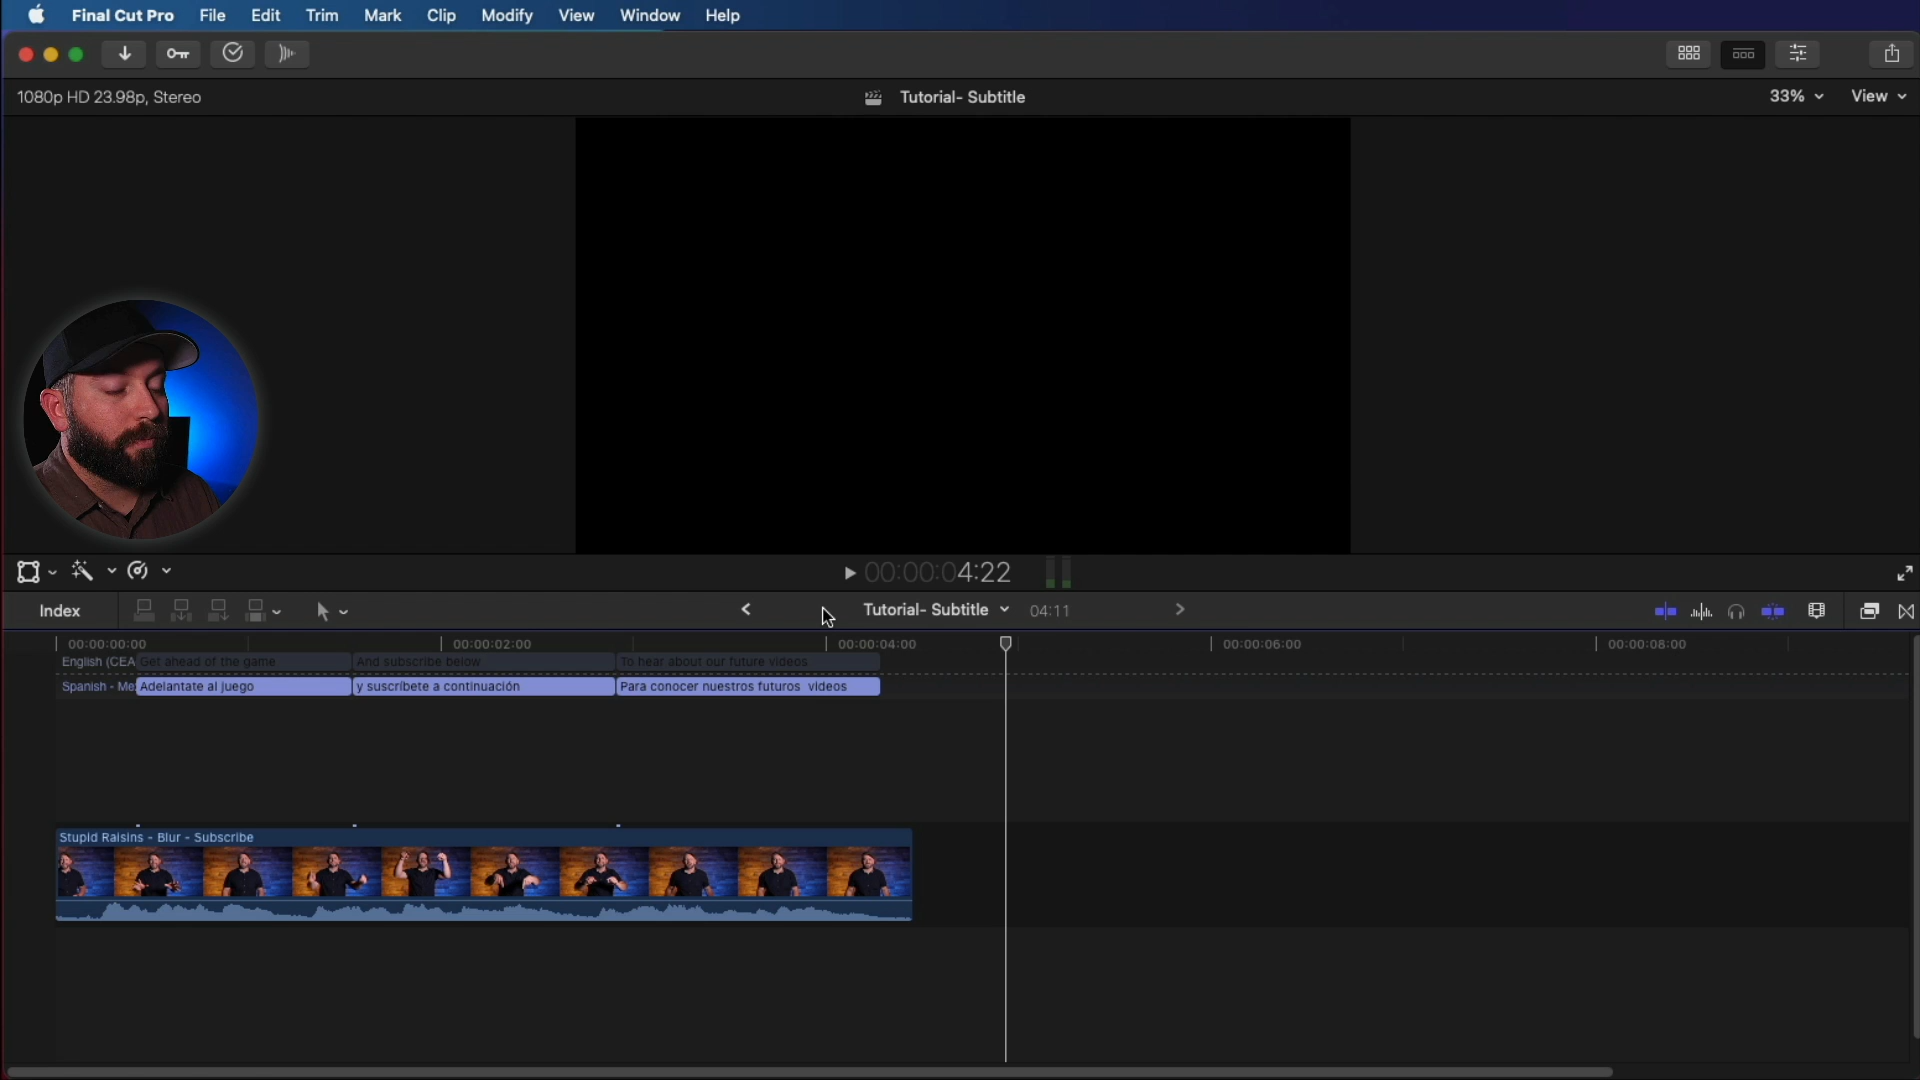 Final Cut Pro File Edit Trim Mark Clip Modify View Window Help
1080p HD 23.98p, Stereo
Tutorial- Subtitle
33%
View
00:00:04:22
Index
Tutorial- Subtitle
04:11
00:00:00:00
00:00:02:00
00:00:04:00
00:00:06:00
00:00:08:00
English (CEA Get ahead of the game And subscribe below To hear about our future videos
Spanish - Me Adelantate al juego y suscríbete a continuación Para conocer nuestros futuros videos
Stupid Raisins - Blur - Subscribe